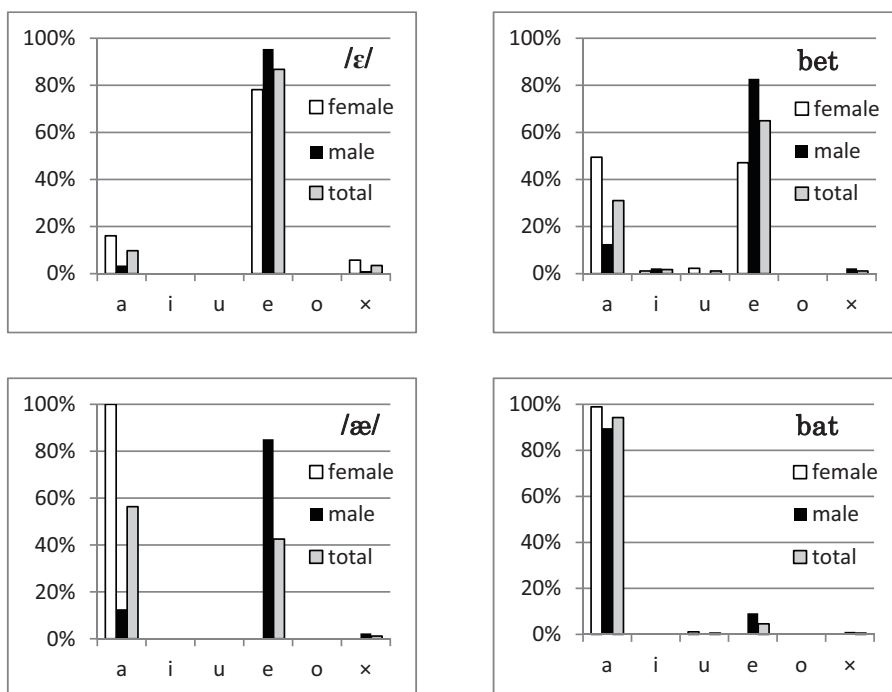 100%
80%
60%
40%
20%
0%
/ɛ/
female
male
total
a i u e o ×
100%
80%
60%
40%
20%
0%
bet
female
male
total
a i u e o ×
100%
80%
60%
40%
20%
0%
/æ/
female
male
total
a i u e o ×
100%
80%
60%
40%
20%
0%
bat
female
male
total
a i u e o ×